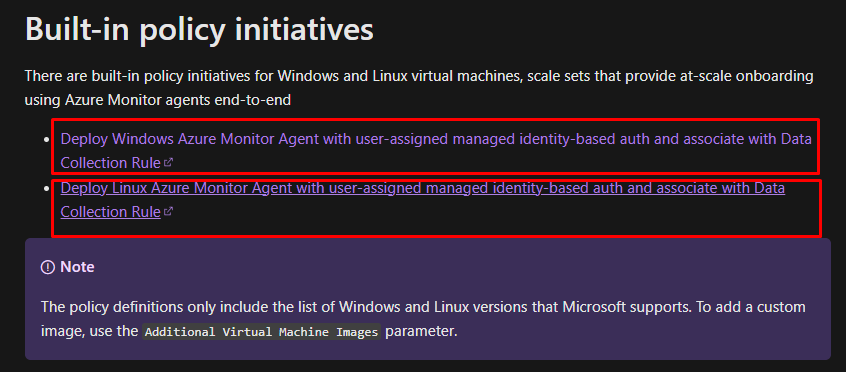 Built-in policy initiatives
There are built-in policy initiatives for Windows and Linux virtual machines, scale sets that provide at-scale onboarding
using Azure Monitor agents end-to-end
• Deploy Windows Azure Monitor Agent with user-assigned managed identity-based auth and associate with Data
Collection Rule
• Deploy Linux Azure Monitor Agent with user-assigned managed identity-based auth and associate with Data
Collection Rule
Note
The policy definitions only include the list of Windows and Linux versions that Microsoft supports. To add a custom
image, use the Additional Virtual Machine Images parameter.